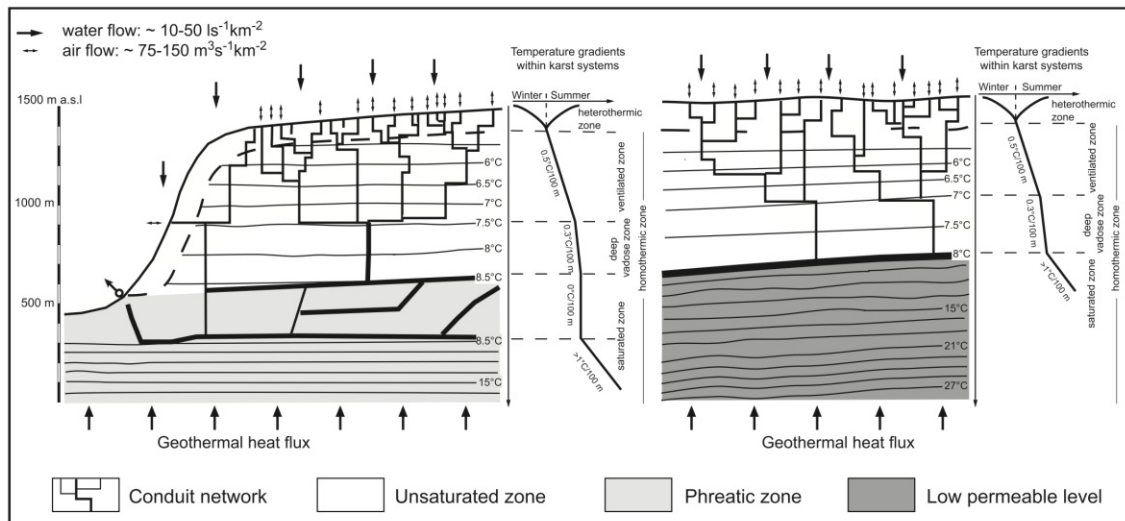 water flow: ~ 10-50 ls⁻¹km⁻²
air flow: ~ 75-150 m³s⁻¹km⁻²
1500 m a.s.l
1000 m
500 m
6°C
6.5°C
7°C
7.5°C
8°C
8.5°C
8.5°C
15°C
Geothermal heat flux
Temperature gradients
within karst systems
Winter
Summer
heterothermic
zone
0.5°C/100 m
0.3°C/100 m
0°C/100 m
>1°C/100 m
ventilated zone
deep
vadose zone
saturated zone
homothermic zone
6°C
6.5°C
7°C
7.5°C
8°C
15°C
21°C
27°C
Geothermal heat flux
Temperature gradients
within karst systems
Winter
Summer
heterothermic
zone
0.5°C/100 m
0.3°C/100 m
>1°C/100 m
ventilated zone
deep
vadose zone
saturated zone
homothermic zone
Conduit network
Unsaturated zone
Phreatic zone
Low permeable level